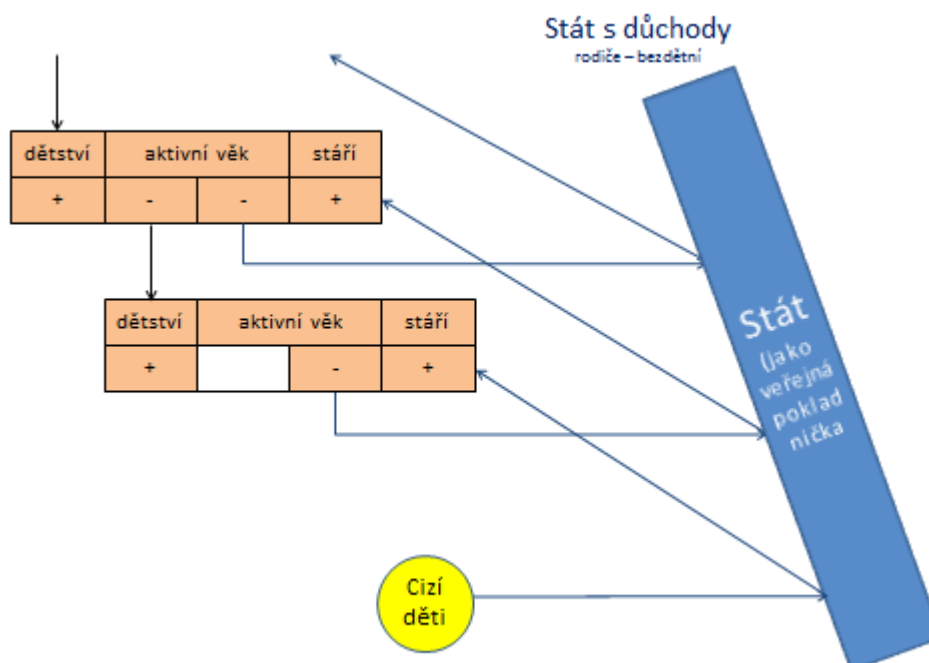 Stát s důchody
rodiče – bezdětní
dětství aktivní věk stáří
+ - - +
dětství aktivní věk stáří
+ - +
Stát
(jako
veřejná
poklad
nička
Cizí
děti